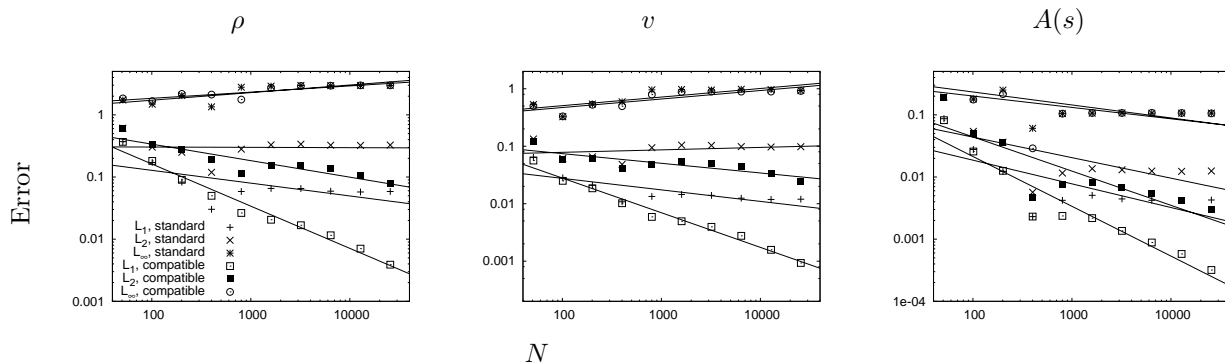 ρ
v
A(s)
Error
1
0.1
0.01
0.001
100
1000
10000
L₁, standard
L₂, standard
L∞, standard
L₁, compatible
L₂, compatible
L∞, compatible
1
0.1
0.01
0.001
100
1000
10000
N
1
0.1
0.01
0.001
1e-04
100
1000
10000